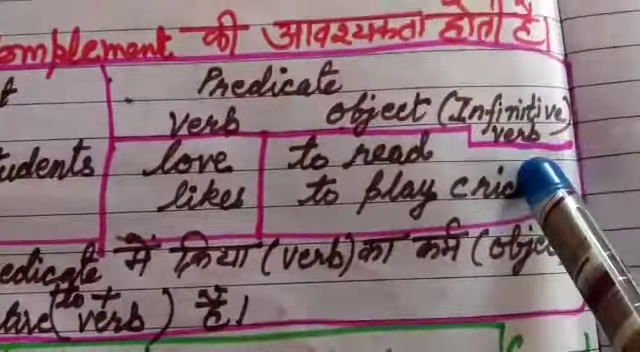 omplement की आवश्यकता होती है।
t Predicate
verb object (Infinitive)
verb
udents love to read
likes to play cric
edicate में क्रिया (verb) का कर्म (obje
tive (to + verb) है।